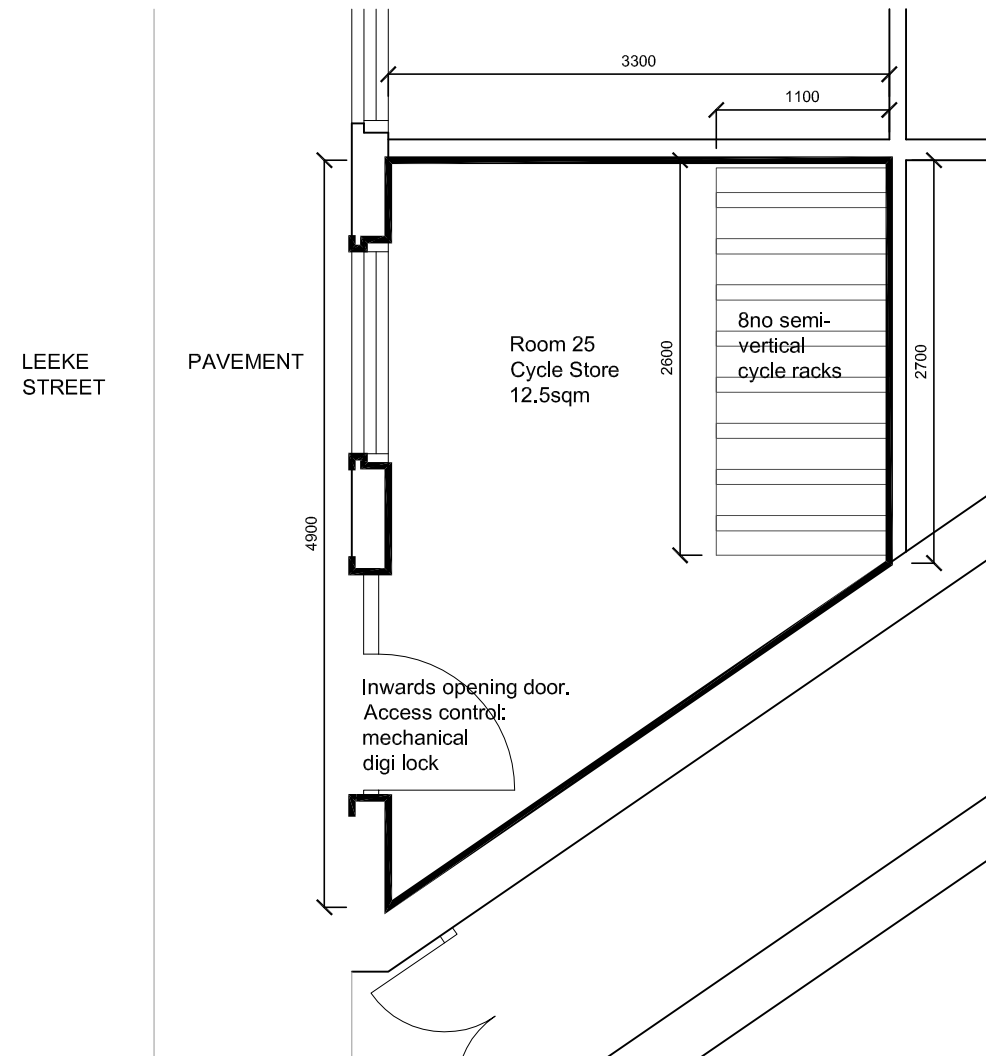 3300
1100
LEEKE
STREET
PAVEMENT
Room 25
Cycle Store
12.5sqm
2600
8no semi-
vertical
cycle racks
2700
4900
Inwards opening door.
Access control:
mechanical
digi lock